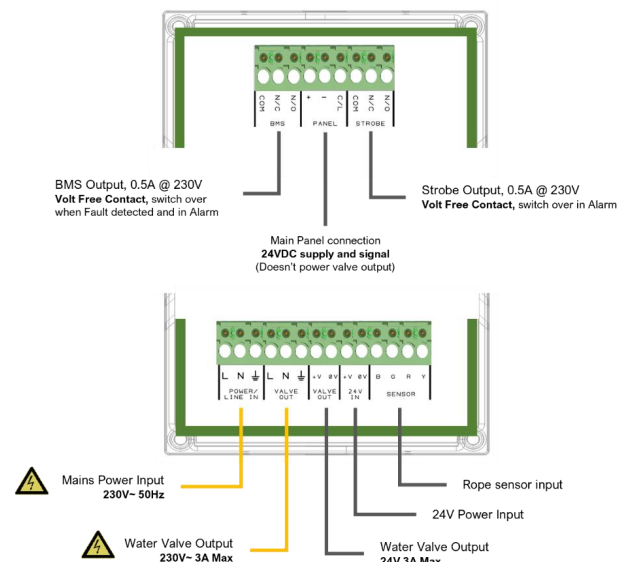 COM N/C N/O + - C/L COM N/C N/O
BMS PANEL STROBE
BMS Output, 0.5A @ 230V
Volt Free Contact, switch over
when Fault detected and in Alarm
Strobe Output, 0.5A @ 230V
Volt Free Contact, switch over in Alarm
Main Panel connection
24VDC supply and signal
(Doesn't power valve output)
L N ⏚ L N ⏚ +V 0V +V 0V B G R Y
POWER/ VALVE VALVE 24V SENSOR
LINE IN OUT OUT IN
Mains Power Input
230V~ 50Hz
Rope sensor input
24V Power Input
Water Valve Output
230V~ 3A Max
Water Valve Output
24V 3A Max